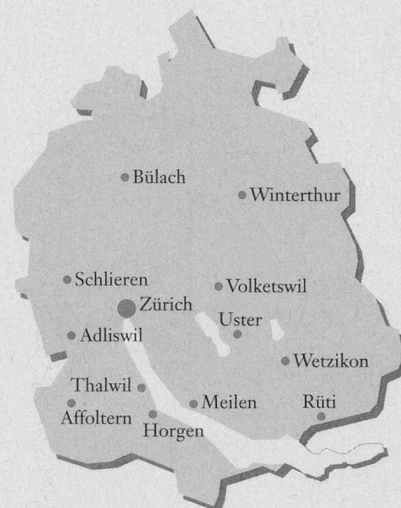 Bülach
Winterthur
Schlieren
Volketswil
Zürich
Uster
Adliswil
Wetzikon
Thalwil
Meilen
Rüti
Affoltern
Horgen